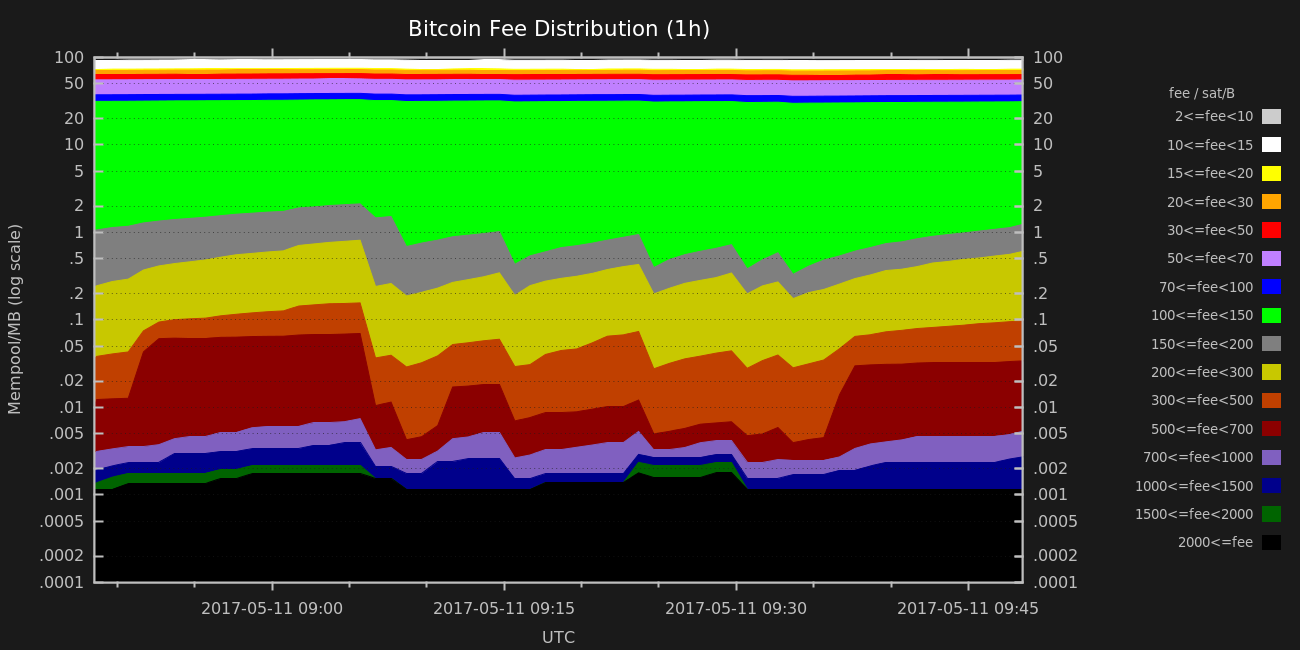 Bitcoin Fee Distribution (1h)
Mempool/MB (log scale)
100
50
20
10
5
2
1
.5
.2
.1
.05
.02
.01
.005
.002
.001
.0005
.0002
.0001
100
50
20
10
5
2
1
.5
.2
.1
.05
.02
.01
.005
.002
.001
.0005
.0002
.0001
2017-05-11 09:00
2017-05-11 09:15
2017-05-11 09:30
2017-05-11 09:45
UTC
fee / sat/B
2<=fee<10
10<=fee<15
15<=fee<20
20<=fee<30
30<=fee<50
50<=fee<70
70<=fee<100
100<=fee<150
150<=fee<200
200<=fee<300
300<=fee<500
500<=fee<700
700<=fee<1000
1000<=fee<1500
1500<=fee<2000
2000<=fee